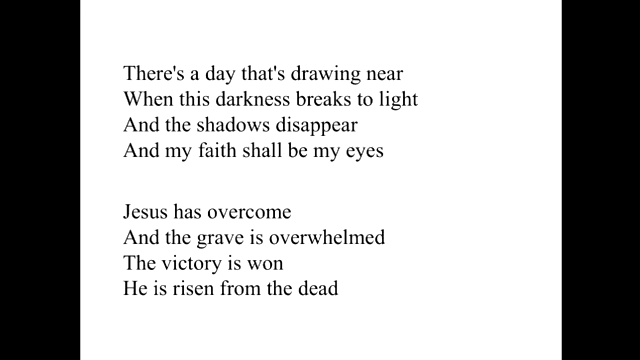 There's a day that's drawing near
When this darkness breaks to light
And the shadows disappear
And my faith shall be my eyes
Jesus has overcome
And the grave is overwhelmed
The victory is won
He is risen from the dead